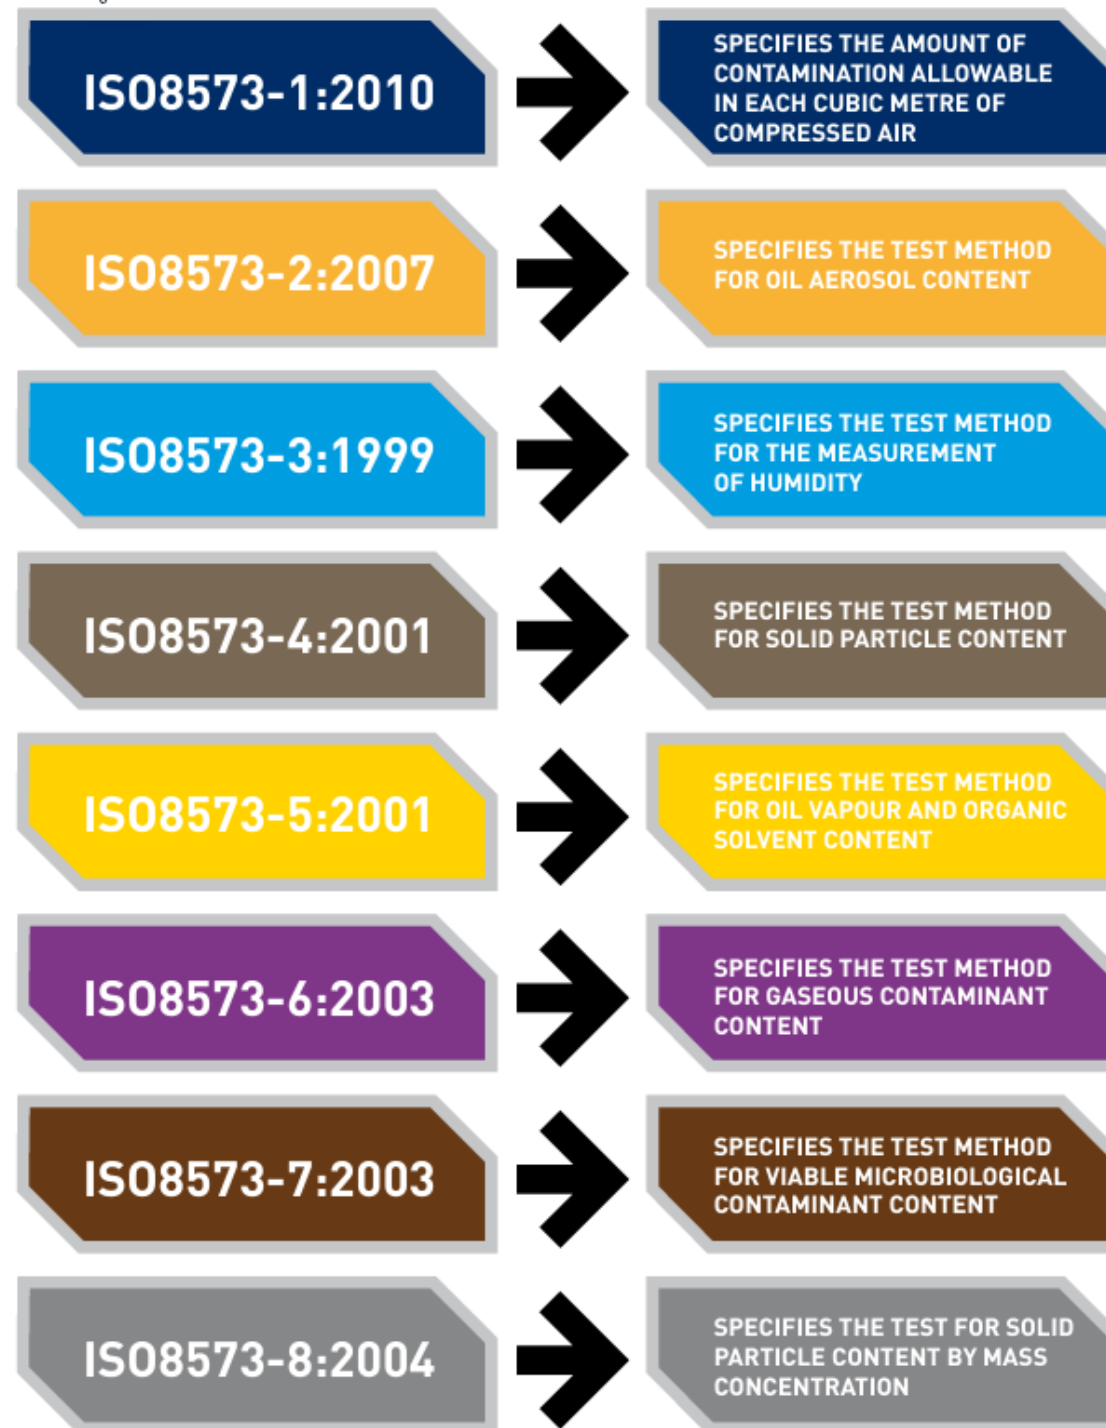 ISO8573-1:2010
SPECIFIES THE AMOUNT OF
CONTAMINATION ALLOWABLE
IN EACH CUBIC METRE OF
COMPRESSED AIR
ISO8573-2:2007
SPECIFIES THE TEST METHOD
FOR OIL AEROSOL CONTENT
ISO8573-3:1999
SPECIFIES THE TEST METHOD
FOR THE MEASUREMENT
OF HUMIDITY
ISO8573-4:2001
SPECIFIES THE TEST METHOD
FOR SOLID PARTICLE CONTENT
ISO8573-5:2001
SPECIFIES THE TEST METHOD
FOR OIL VAPOUR AND ORGANIC
SOLVENT CONTENT
ISO8573-6:2003
SPECIFIES THE TEST METHOD
FOR GASEOUS CONTAMINANT
CONTENT
ISO8573-7:2003
SPECIFIES THE TEST METHOD
FOR VIABLE MICROBIOLOGICAL
CONTAMINANT CONTENT
ISO8573-8:2004
SPECIFIES THE TEST FOR SOLID
PARTICLE CONTENT BY MASS
CONCENTRATION